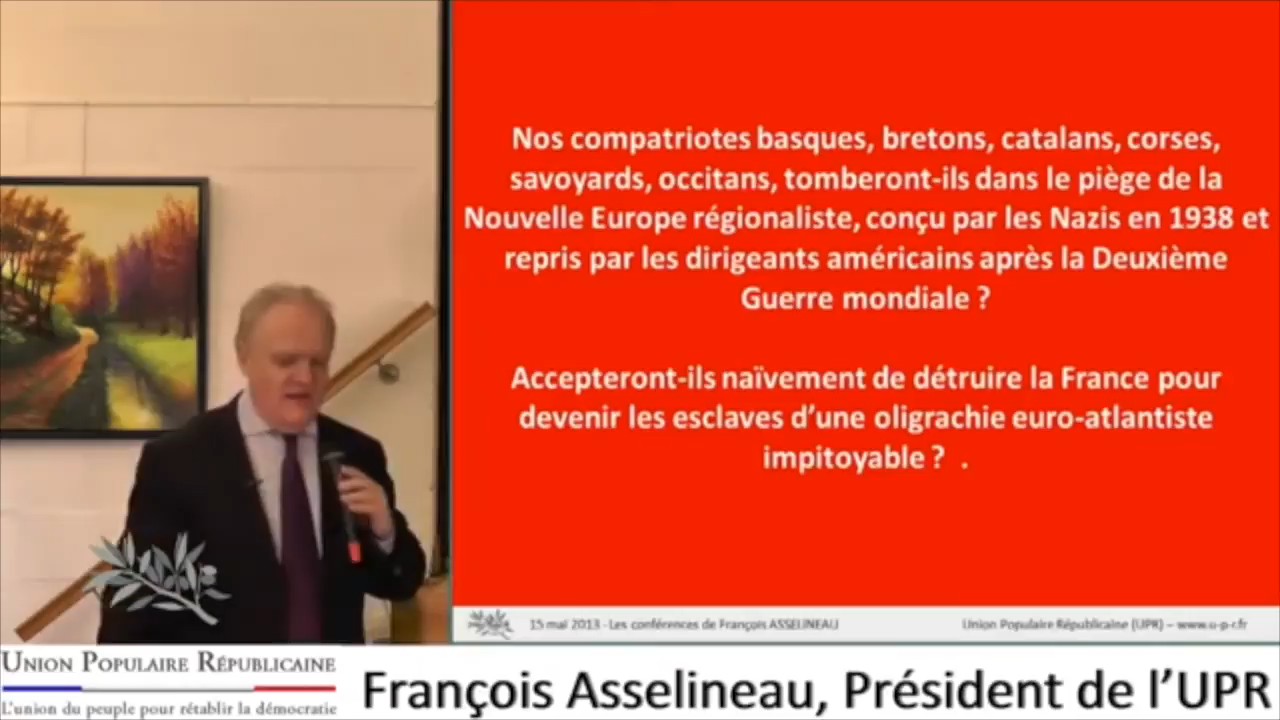 Nos compatriotes basques, bretons, catalans, corses,
savoyards, occitans, tomberont-ils dans le piège de la
Nouvelle Europe régionaliste, conçu par les Nazis en 1938 et
repris par les dirigeants américains après la Deuxième
Guerre mondiale ?
Accepteront-ils naïvement de détruire la France pour
devenir les esclaves d'une oligrachie euro-atlantiste
impitoyable ? .
15 mai 2013 - Les conférences de François ASSELINEAU
Union Populaire Républicaine (UPR) – www.u-p-r.fr
UNION POPULAIRE RÉPUBLICAINE
L'union du peuple pour rétablir la démocratie
François Asselineau, Président de l'UPR